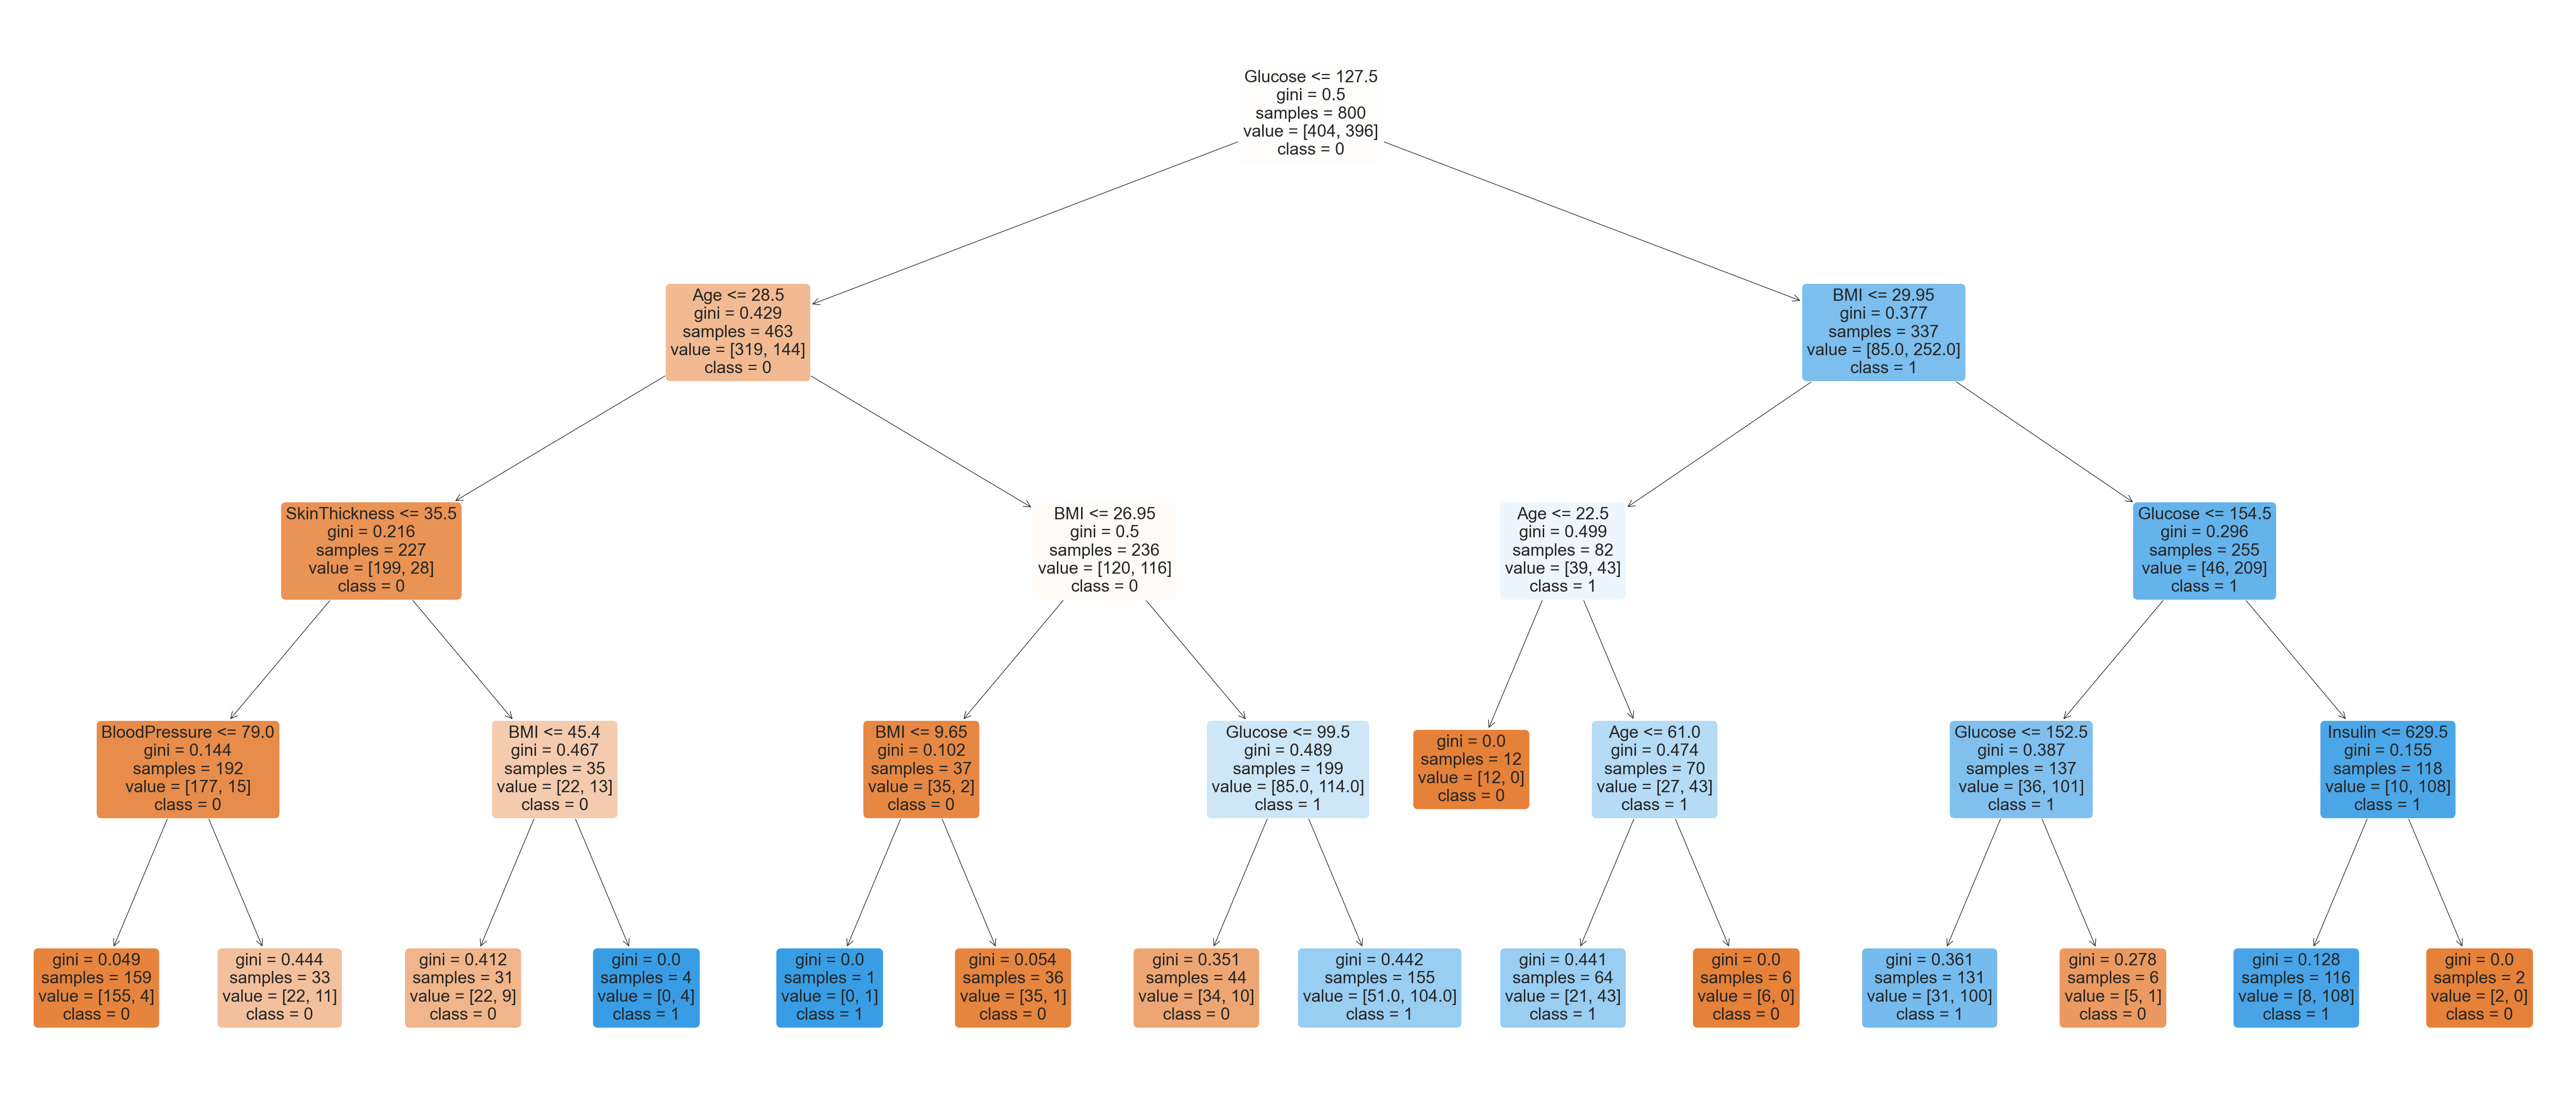 Glucose <= 127.5
gini = 0.5
samples = 800
value = [404, 396]
class = 0
Age <= 28.5
gini = 0.429
samples = 463
value = [319, 144]
class = 0
BMI <= 29.95
gini = 0.377
samples = 337
value = [85.0, 252.0]
class = 1
SkinThickness <= 35.5
gini = 0.216
samples = 227
value = [199, 28]
class = 0
BMI <= 26.95
gini = 0.5
samples = 236
value = [120, 116]
class = 0
Age <= 22.5
gini = 0.499
samples = 82
value = [39, 43]
class = 1
Glucose <= 154.5
gini = 0.296
samples = 255
value = [46, 209]
class = 1
BloodPressure <= 79.0
gini = 0.144
samples = 192
value = [177, 15]
class = 0
BMI <= 45.4
gini = 0.467
samples = 35
value = [22, 13]
class = 0
BMI <= 9.65
gini = 0.102
samples = 37
value = [35, 2]
class = 0
Glucose <= 99.5
gini = 0.489
samples = 199
value = [85.0, 114.0]
class = 1
gini = 0.0
samples = 12
value = [12, 0]
class = 0
Age <= 61.0
gini = 0.474
samples = 70
value = [27, 43]
class = 1
Glucose <= 152.5
gini = 0.387
samples = 137
value = [36, 101]
class = 1
Insulin <= 629.5
gini = 0.155
samples = 118
value = [10, 108]
class = 1
gini = 0.049
samples = 159
value = [155, 4]
class = 0
gini = 0.444
samples = 33
value = [22, 11]
class = 0
gini = 0.412
samples = 31
value = [22, 9]
class = 0
gini = 0.0
samples = 4
value = [0, 4]
class = 1
gini = 0.0
samples = 1
value = [0, 1]
class = 1
gini = 0.054
samples = 36
value = [35, 1]
class = 0
gini = 0.351
samples = 44
value = [34, 10]
class = 0
gini = 0.442
samples = 155
value = [51.0, 104.0]
class = 1
gini = 0.441
samples = 64
value = [21, 43]
class = 1
gini = 0.0
samples = 6
value = [6, 0]
class = 0
gini = 0.361
samples = 131
value = [31, 100]
class = 1
gini = 0.278
samples = 6
value = [5, 1]
class = 0
gini = 0.128
samples = 116
value = [8, 108]
class = 1
gini = 0.0
samples = 2
value = [2, 0]
class = 0